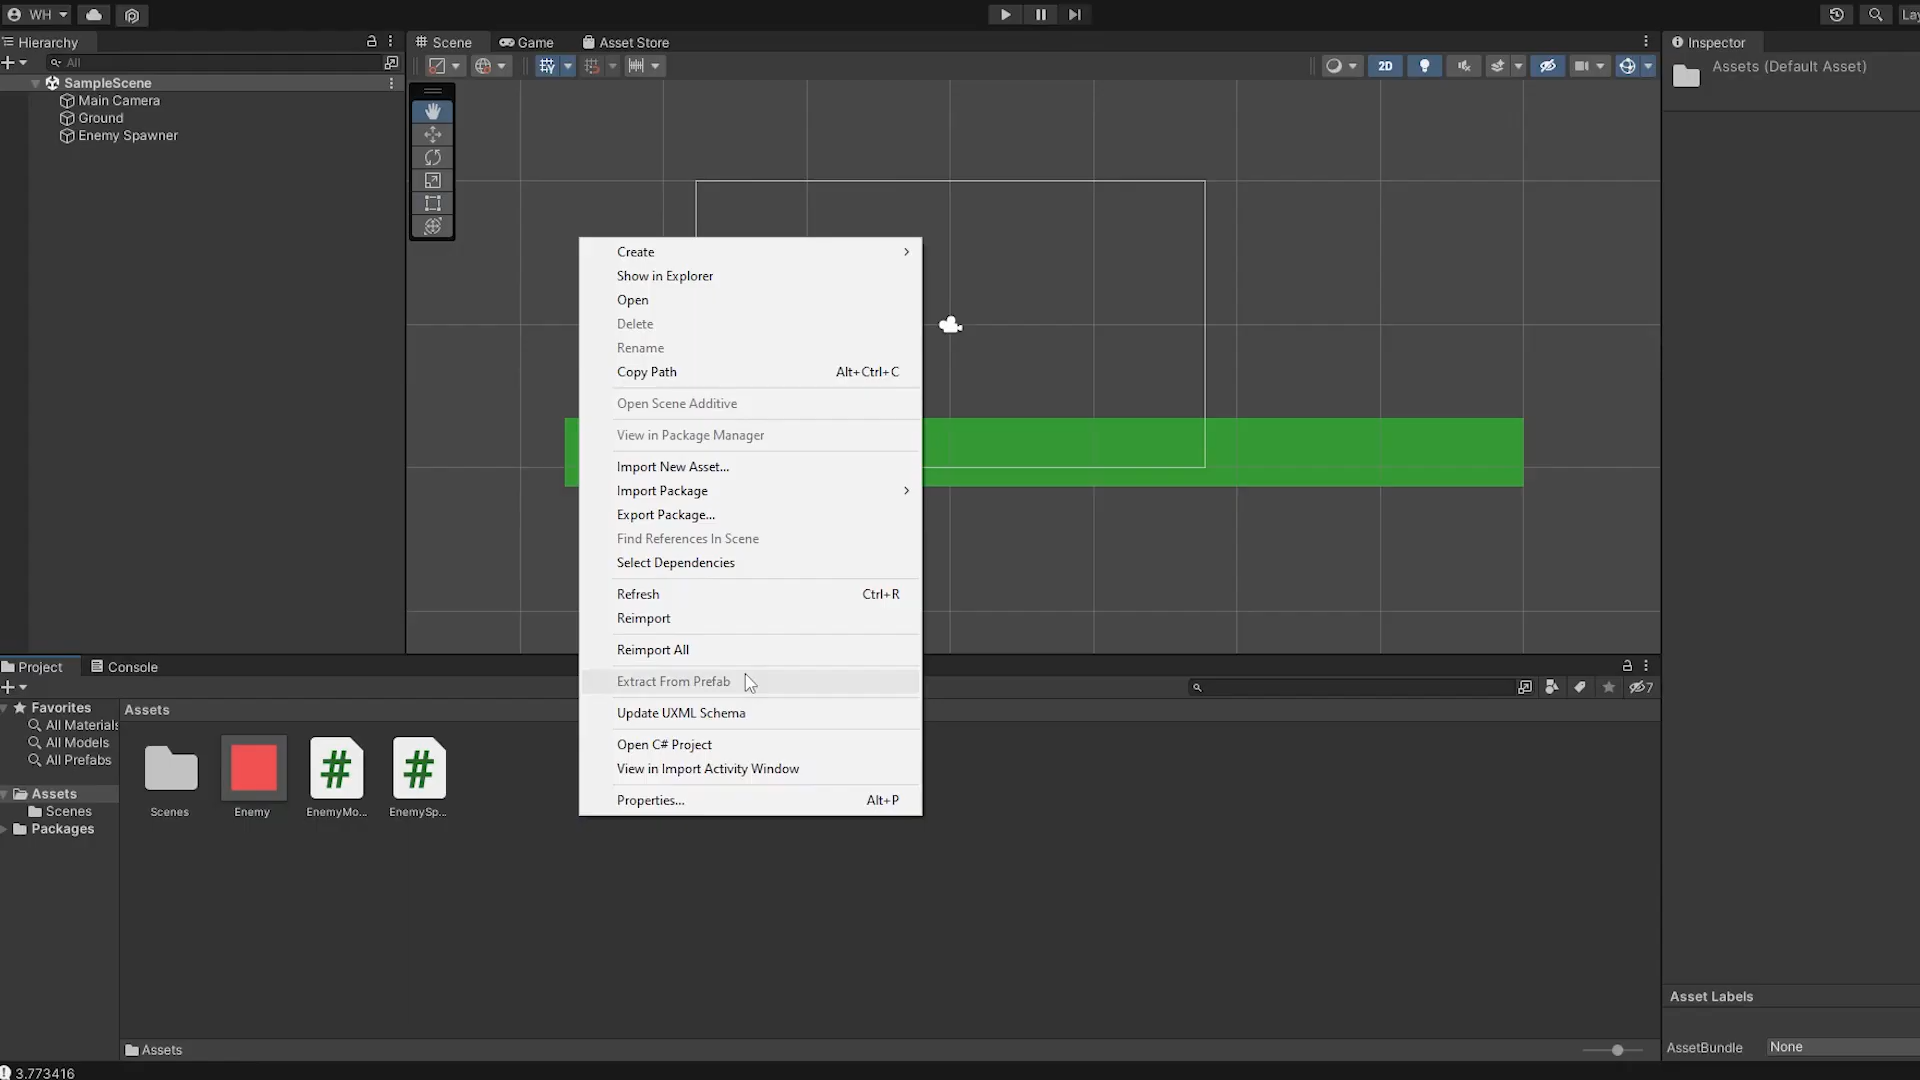 WH
Lay
Hierarchy
All
SampleScene
Main Camera
Ground
Enemy Spawner
Scene
Game
Asset Store
2D
Inspector
Assets (Default Asset)
Create
Show in Explorer
Open
Delete
Rename
Copy Path Alt+Ctrl+C
Open Scene Additive
View in Package Manager
Import New Asset...
Import Package
Export Package...
Find References In Scene
Select Dependencies
Refresh Ctrl+R
Reimport
Reimport All
Extract From Prefab
Update UXML Schema
Open C# Project
View in Import Activity Window
Properties... Alt+P
Project
Console
7
Favorites
All Materials
All Models
All Prefabs
Assets
Scenes
Packages
Assets
Scenes
Enemy
EnemyMo...
EnemySp...
Assets
Asset Labels
AssetBundle None
3.773416